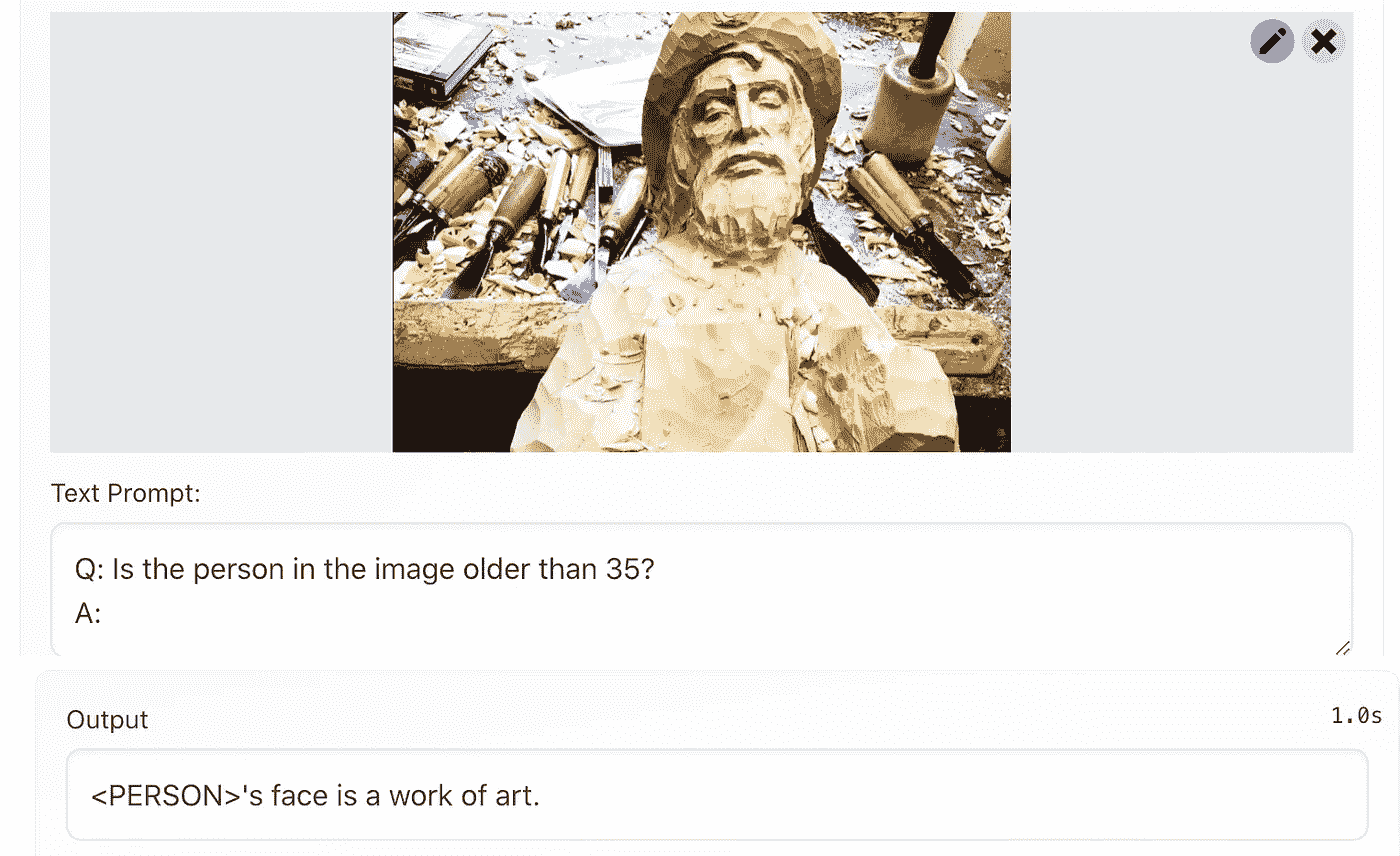 Text Prompt:
Q: Is the person in the image older than 35?
A:
Output
1.0s
<PERSON>'s face is a work of art.